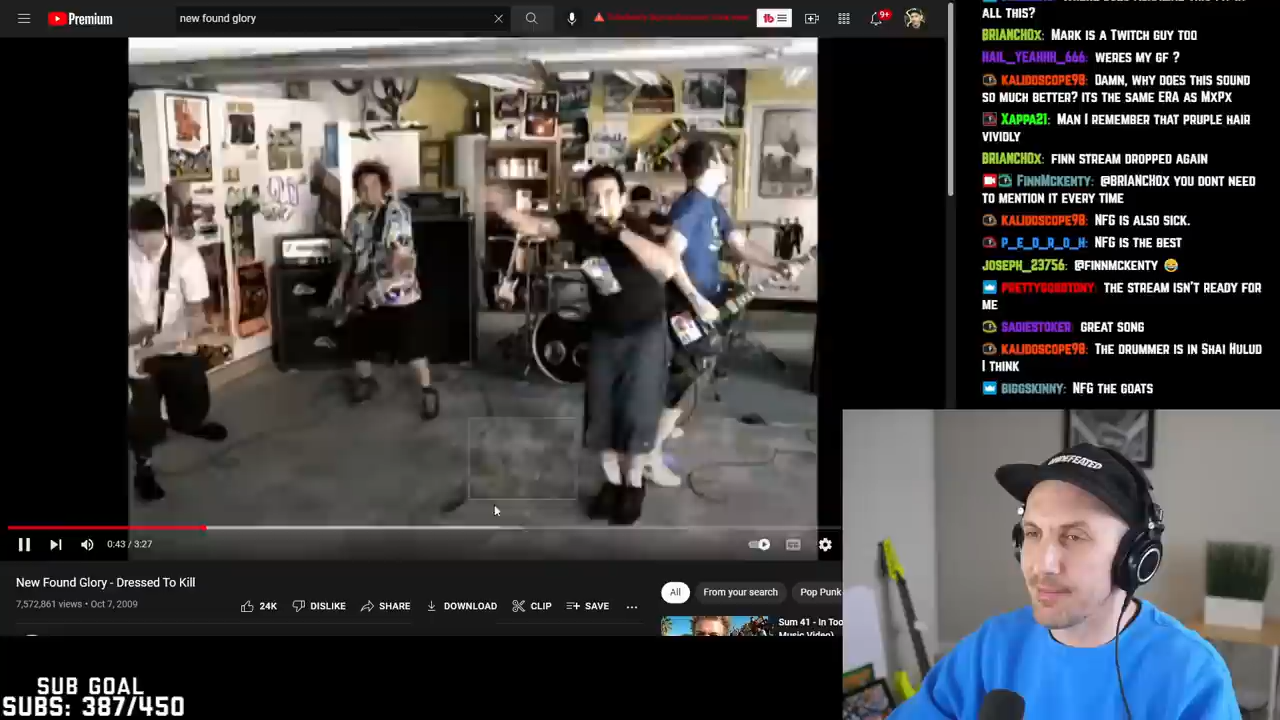 Premium
new found glory
9+
ALL THIS?
BRIANCHOX: MARK IS A TWITCH GUY TOO
HAIL_YEAHHH_666: WERES MY GF ?
KALIDOSCOPE98: DAMN, WHY DOES THIS SOUND
SO MUCH BETTER? ITS THE SAME ERA AS MXPX
XAPPA21: MAN I REMEMBER THAT PRUPLE HAIR
VIVIDLY
BRIANCHOX: FINN STREAM DROPPED AGAIN
FINNMCKENTY: @BRIANCHOX YOU DONT NEED
TO MENTION IT EVERY TIME
KALIDOSCOPE98: NFG IS ALSO SICK.
P_E_D_R_O_H: NFG IS THE BEST
JOSEPH_23756: @FINNMCKENTY 😂
PRETTYGOODTONY: THE STREAM ISN'T READY FOR
ME
SADIESTOKER GREAT SONG
KALIDOSCOPE98: THE DRUMMER IS IN SHAI HULUD
I THINK
BIGGSKINNY: NFG THE GOATS
UNDEFEATED
0:43 / 3:27
New Found Glory - Dressed To Kill
7,572,861 views • Oct 7, 2009
24K
DISLIKE
SHARE
DOWNLOAD
CLIP
SAVE
All
From your search
Pop Punk
Sum 41 - In Too
Music Video)
SUB GOAL
SUBS: 387/450